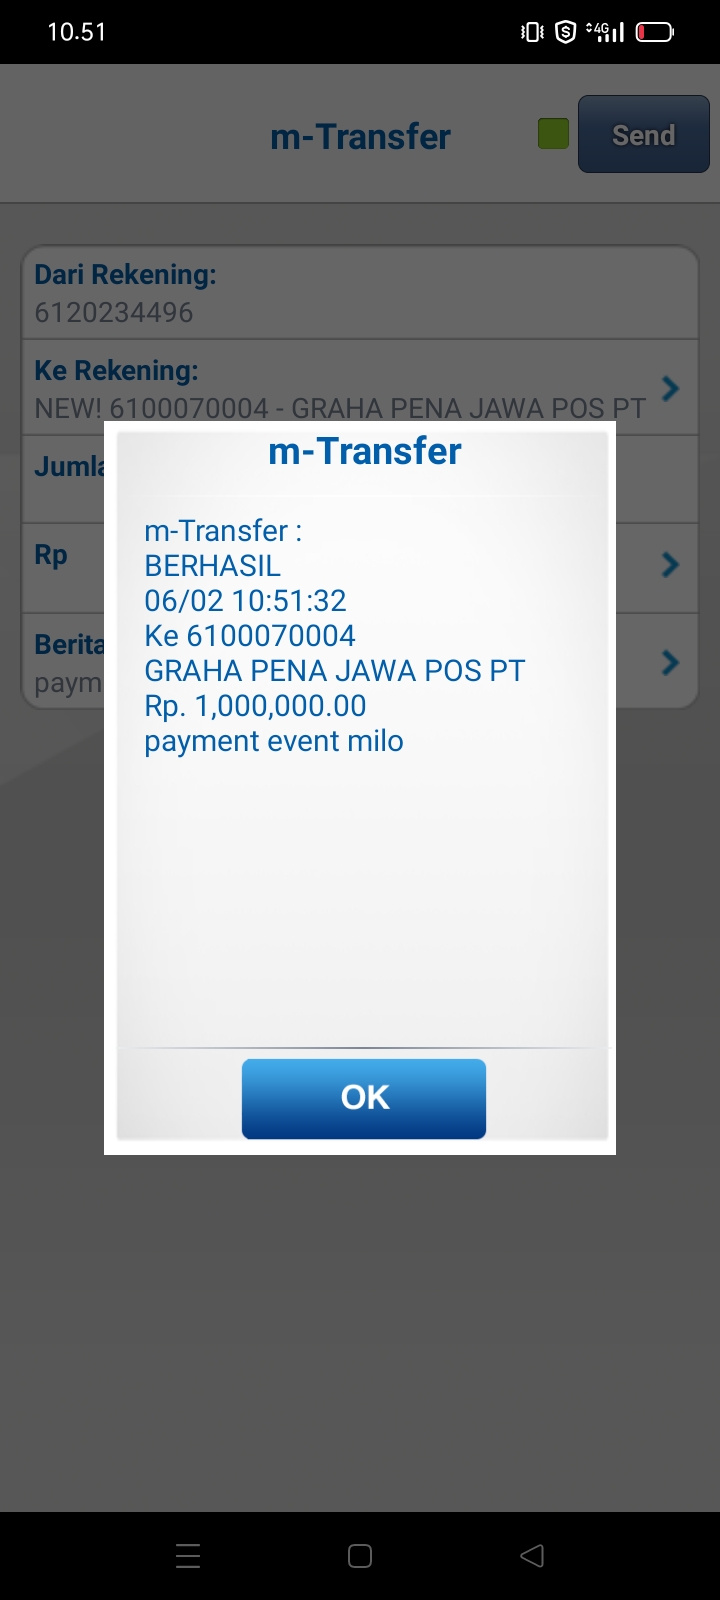 10.51
4G
m-Transfer
Send
Dari Rekening:
6120234496
Ke Rekening:
NEW! 6100070004 - GRAHA PENA JAWA POS PT
Jumla
Rp
Berita
paym
m-Transfer
m-Transfer :
BERHASIL
06/02 10:51:32
Ke 6100070004
GRAHA PENA JAWA POS PT
Rp. 1,000,000.00
payment event milo
OK